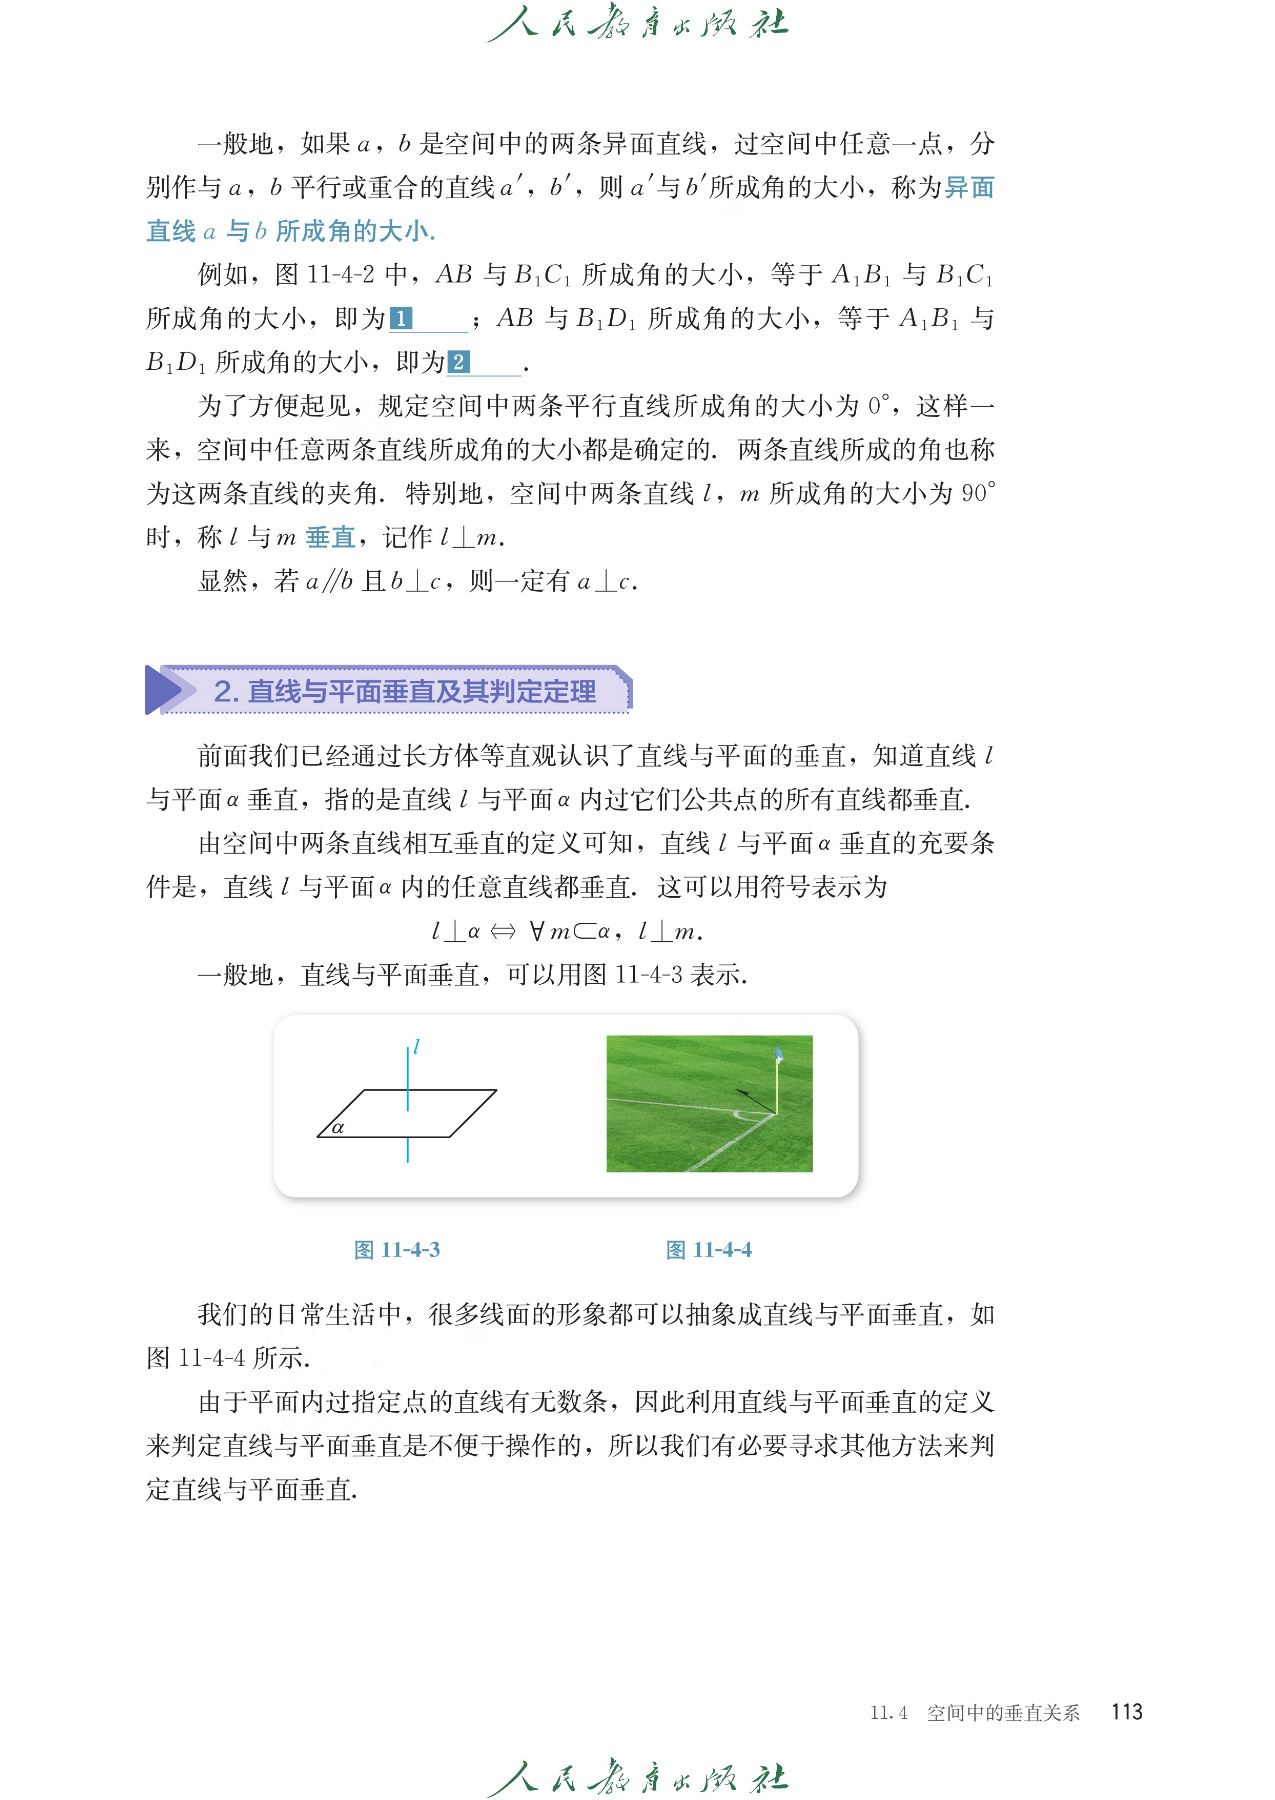 人民教育出版社
一般地，如果 a，b 是空间中的两条异面直线，过空间中任意一点，分
别作与 a，b 平行或重合的直线 a′，b′，则 a′与 b′所成角的大小，称为异面
直线 a 与 b 所成角的大小．
例如，图 11-4-2 中，AB 与 B₁C₁ 所成角的大小，等于 A₁B₁ 与 B₁C₁
所成角的大小，即为 1 ____；AB 与 B₁D₁ 所成角的大小，等于 A₁B₁ 与
B₁D₁ 所成角的大小，即为 2 ____．
为了方便起见，规定空间中两条平行直线所成角的大小为 0°，这样一
来，空间中任意两条直线所成角的大小都是确定的．两条直线所成的角也称
为这两条直线的夹角．特别地，空间中两条直线 l，m 所成角的大小为 90°
时，称 l 与 m 垂直，记作 l⊥m．
显然，若 a∥b 且 b⊥c，则一定有 a⊥c．
2. 直线与平面垂直及其判定定理
前面我们已经通过长方体等直观认识了直线与平面的垂直，知道直线 l
与平面 α 垂直，指的是直线 l 与平面 α 内过它们公共点的所有直线都垂直．
由空间中两条直线相互垂直的定义可知，直线 l 与平面 α 垂直的充要条
件是，直线 l 与平面 α 内的任意直线都垂直．这可以用符号表示为
l⊥α⇔∀m⊂α，l⊥m．
一般地，直线与平面垂直，可以用图 11-4-3 表示．
l
α
图 11-4-3
图 11-4-4
我们的日常生活中，很多线面的形象都可以抽象成直线与平面垂直，如
图 11-4-4 所示．
由于平面内过指定点的直线有无数条，因此利用直线与平面垂直的定义
来判定直线与平面垂直是不便于操作的，所以我们有必要寻求其他方法来判
定直线与平面垂直．
11.4 空间中的垂直关系 113
人民教育出版社